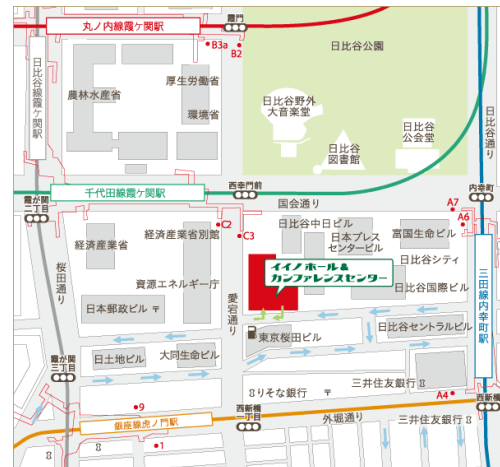 丸ノ内線霞ケ関駅
霞門
B3a
B2
日比谷公園
厚生労働省
農林水産省
環境省
日比谷線霞ケ関駅
日比谷野外
大音楽堂
日比谷
図書館
日比谷
公会堂
日比谷通り
千代田線霞ケ関駅
西幸門前
国会通り
内幸町
霞が関
二丁目
C2
C3
A7
A6
経済産業省
経済産業省別館
日比谷中日ビル
日本プレス
センタービル
富国生命ビル
日比谷シティ
イイノ ホール&
カンファレンスセンター
日比谷国際ビル
桜田通り
資源エネルギー庁
日本郵政ビル 〒
愛宕通り
三田線内幸町駅
日比谷セントラルビル
東京桜田ビル
日土地ビル
大同生命ビル
霞が関
三丁目
りそな銀行
〒
三井住友銀行
A4
9
銀座線虎ノ門駅
西新橋
一丁目
外堀通り
三井住友銀行
西新橋
1